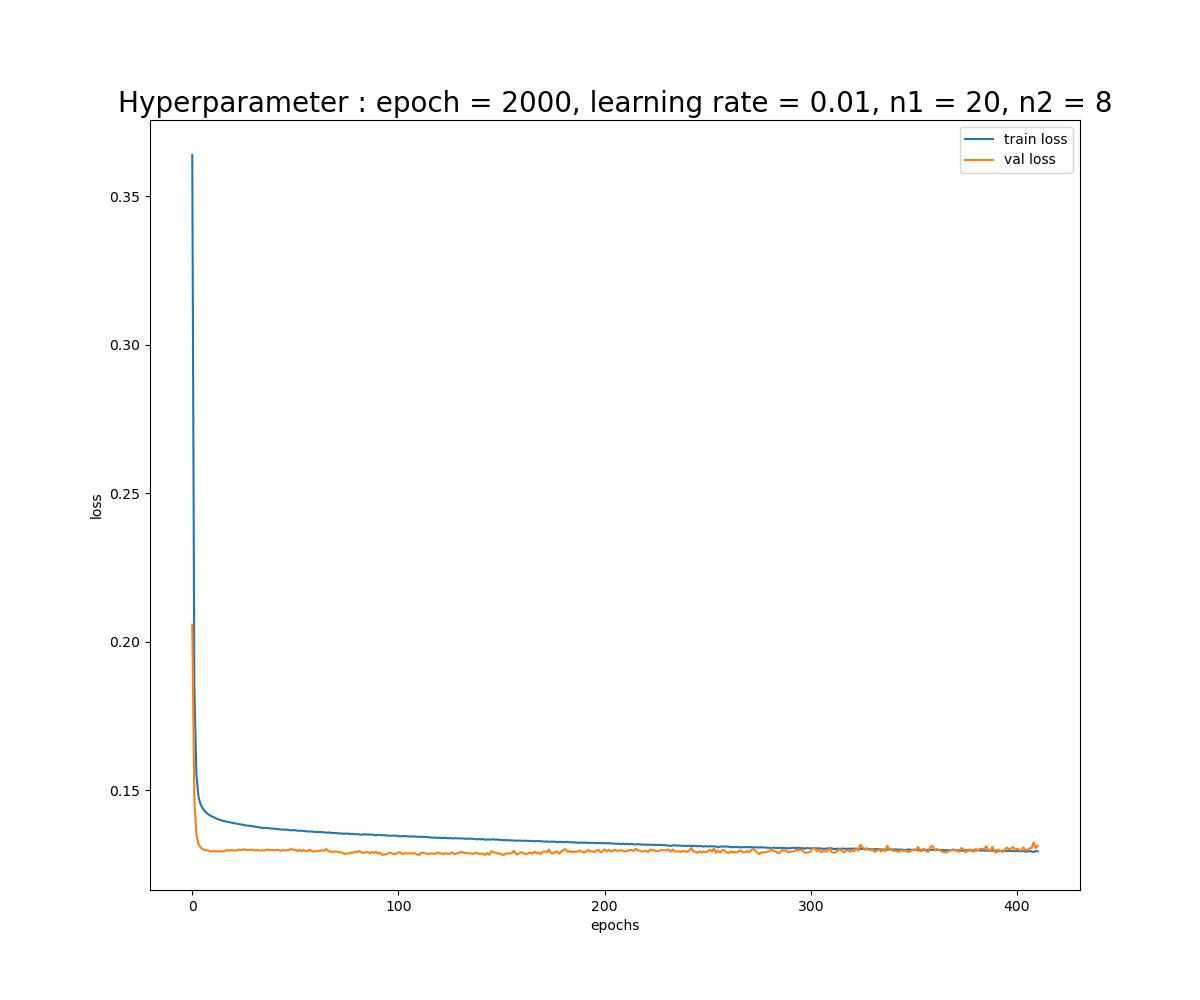 Hyperparameter : epoch = 2000, learning rate = 0.01, n1 = 20, n2 = 8
train loss
val loss
0.35
0.30
0.25
0.20
0.15
loss
0 100 200 300 400
epochs